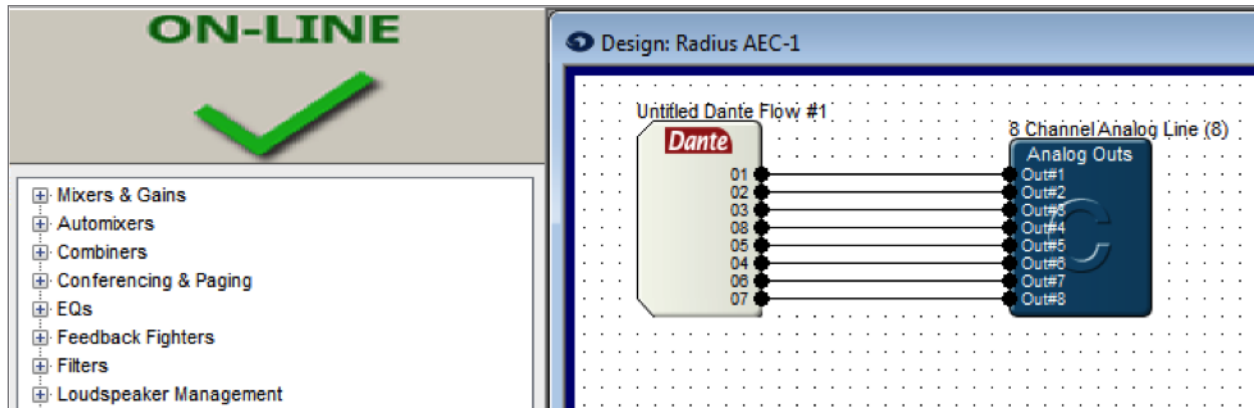 ON-LINE
Mixers & Gains
Automixers
Combiners
Conferencing & Paging
EQs
Feedback Fighters
Filters
Loudspeaker Management
Design: Radius AEC-1
Untitled Dante Flow #1
Dante
01
02
03
08
05
04
06
07
8 Channel Analog Line (8)
Analog Outs
Out#1
Out#2
Out#3
Out#4
Out#5
Out#6
Out#7
Out#8